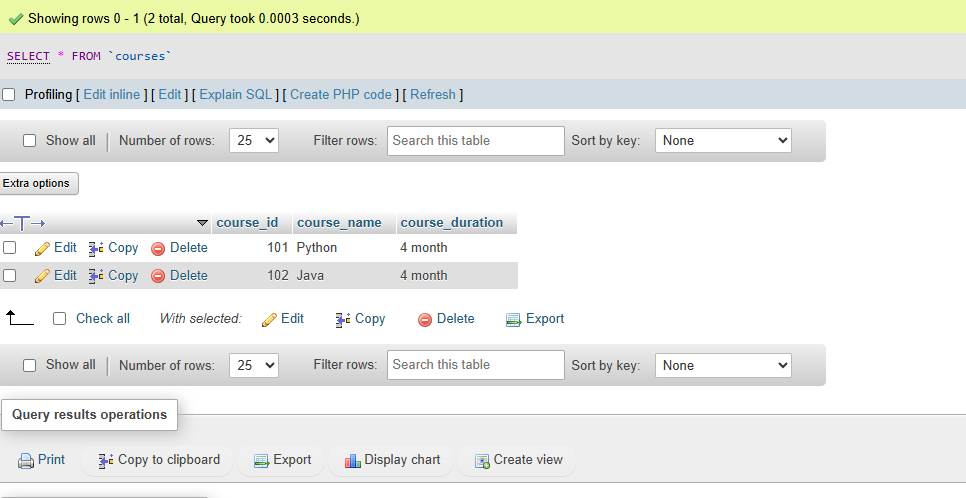 Showing rows 0 - 1 (2 total, Query took 0.0003 seconds.)
SELECT * FROM `courses`
Profiling [ Edit inline ] [ Edit ] [ Explain SQL ] [ Create PHP code ] [ Refresh ]
Show all Number of rows: 25 Filter rows: Search this table Sort by key: None
Extra options
course_id course_name course_duration
Edit Copy Delete 101 Python 4 month
Edit Copy Delete 102 Java 4 month
Check all With selected: Edit Copy Delete Export
Show all Number of rows: 25 Filter rows: Search this table Sort by key: None
Query results operations
Print Copy to clipboard Export Display chart Create view